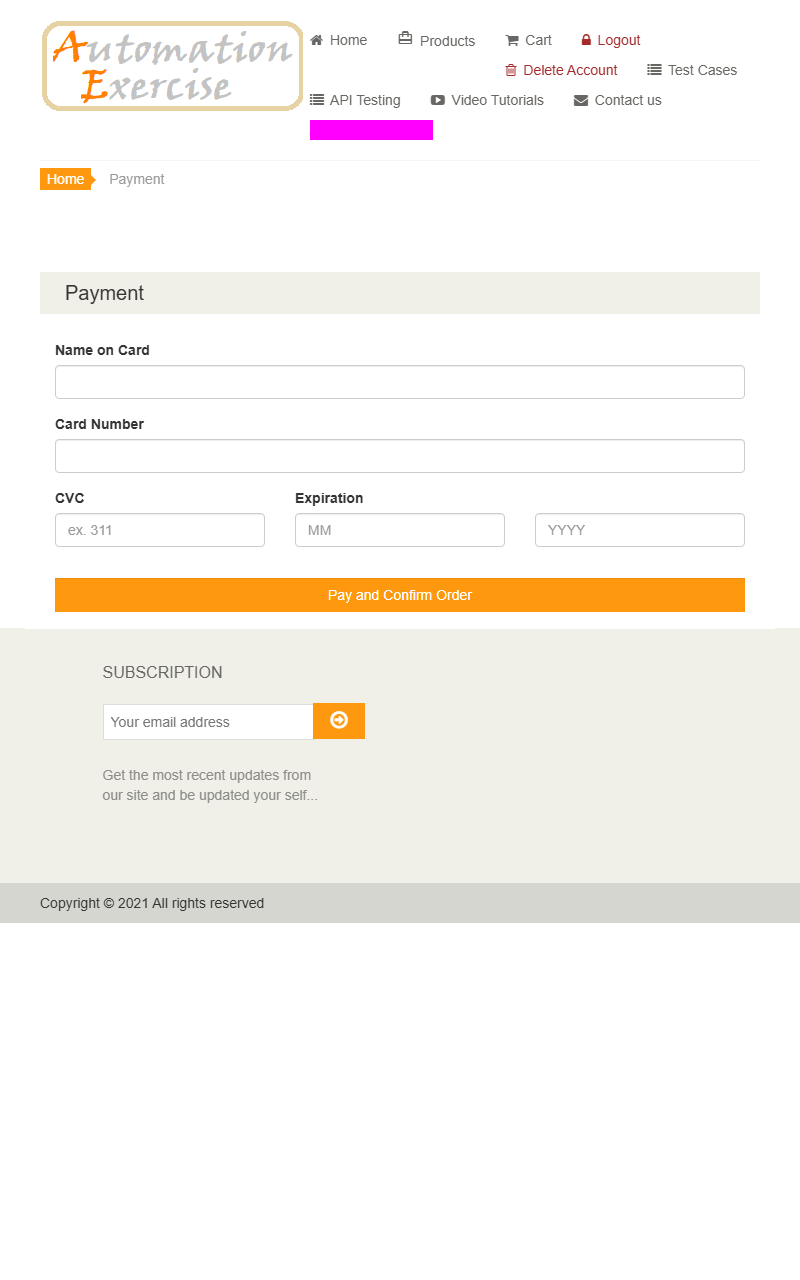 Automation
Exercise
Home Products Cart Logout
Delete Account Test Cases
API Testing Video Tutorials Contact us
Home Payment
Payment
Name on Card
Card Number
CVC Expiration
ex. 311 MM YYYY
Pay and Confirm Order
SUBSCRIPTION
Your email address
Get the most recent updates from
our site and be updated your self...
Copyright © 2021 All rights reserved